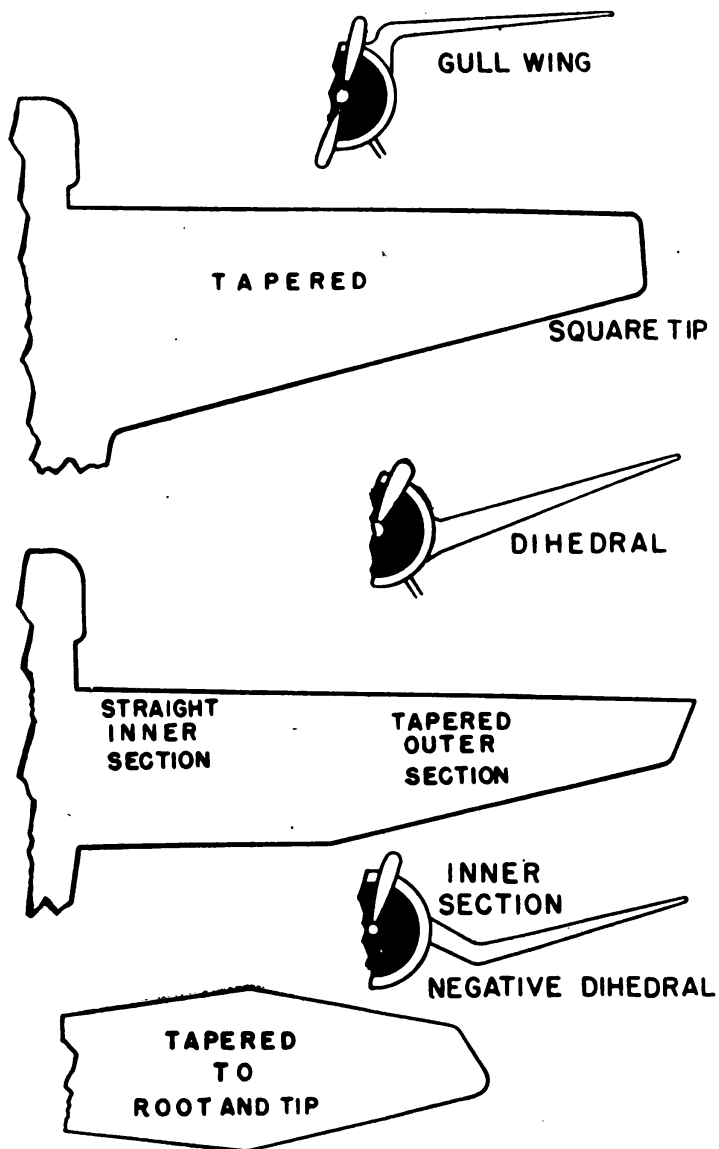 GULL WING
TAPERED
SQUARE TIP
DIHEDRAL
STRAIGHT
INNER
SECTION
TAPERED
OUTER
SECTION
INNER
SECTION
NEGATIVE DIHEDRAL
TAPERED
TO
ROOT AND TIP